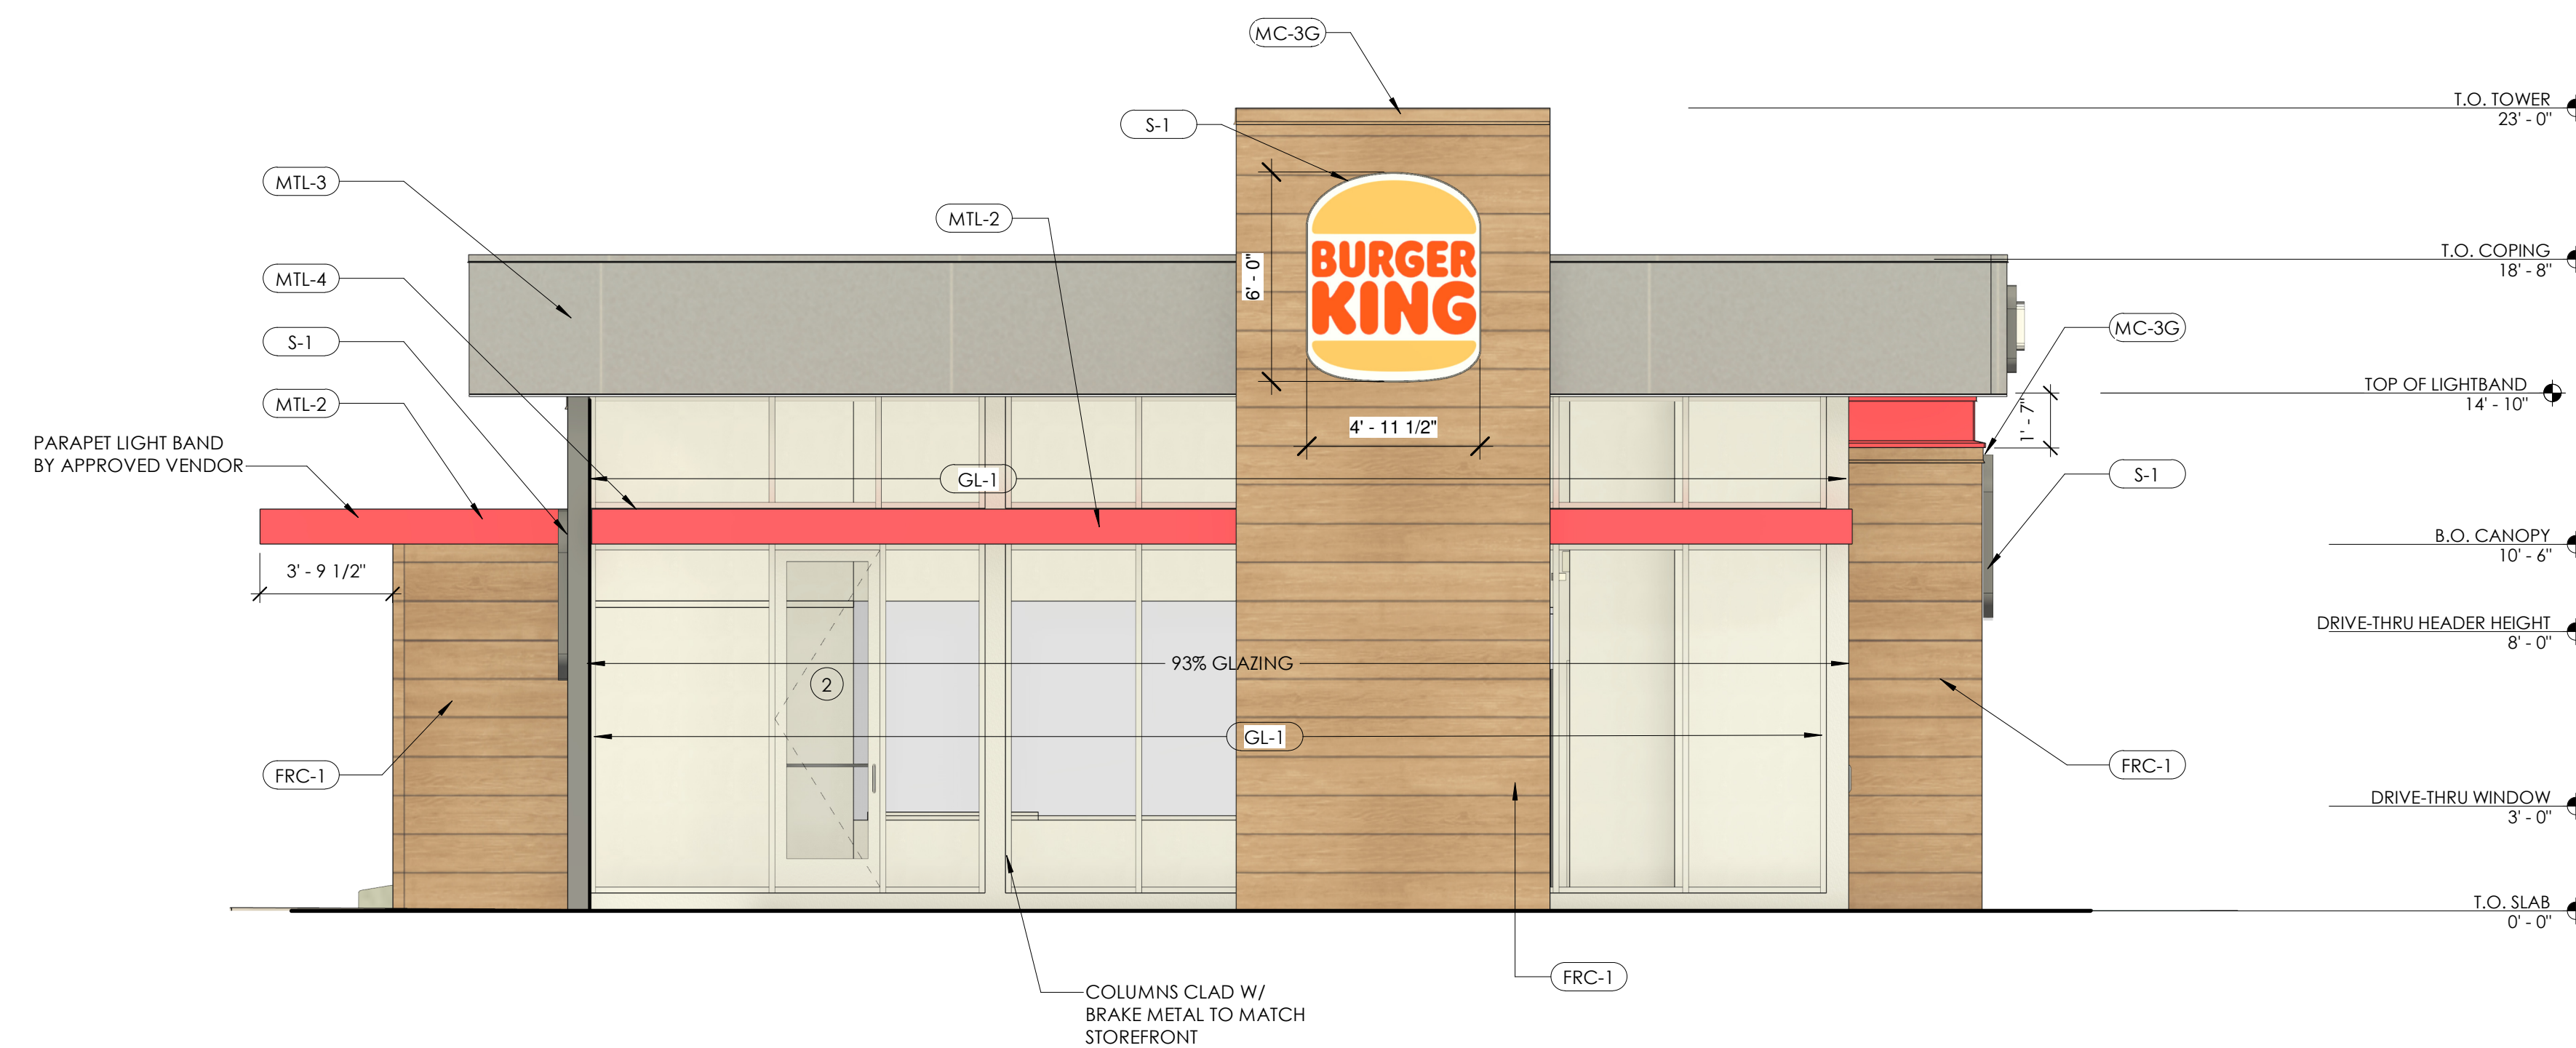 MC-3G
S-1
T.O. TOWER
23' - 0"
MTL-3
MTL-2
T.O. COPING
18' - 8"
MTL-4
6' - 0"
BURGER
KING
S-1
MC-3G
MTL-2
TOP OF LIGHTBAND
14' - 10"
1' - 7"
4' - 11 1/2"
PARAPET LIGHT BAND
BY APPROVED VENDOR
GL-1
S-1
B.O. CANOPY
10' - 6"
3' - 9 1/2"
DRIVE-THRU HEADER HEIGHT
8' - 0"
93% GLAZING
2
GL-1
FRC-1
FRC-1
DRIVE-THRU WINDOW
3' - 0"
T.O. SLAB
0' - 0"
FRC-1
COLUMNS CLAD W/
BRAKE METAL TO MATCH
STOREFRONT